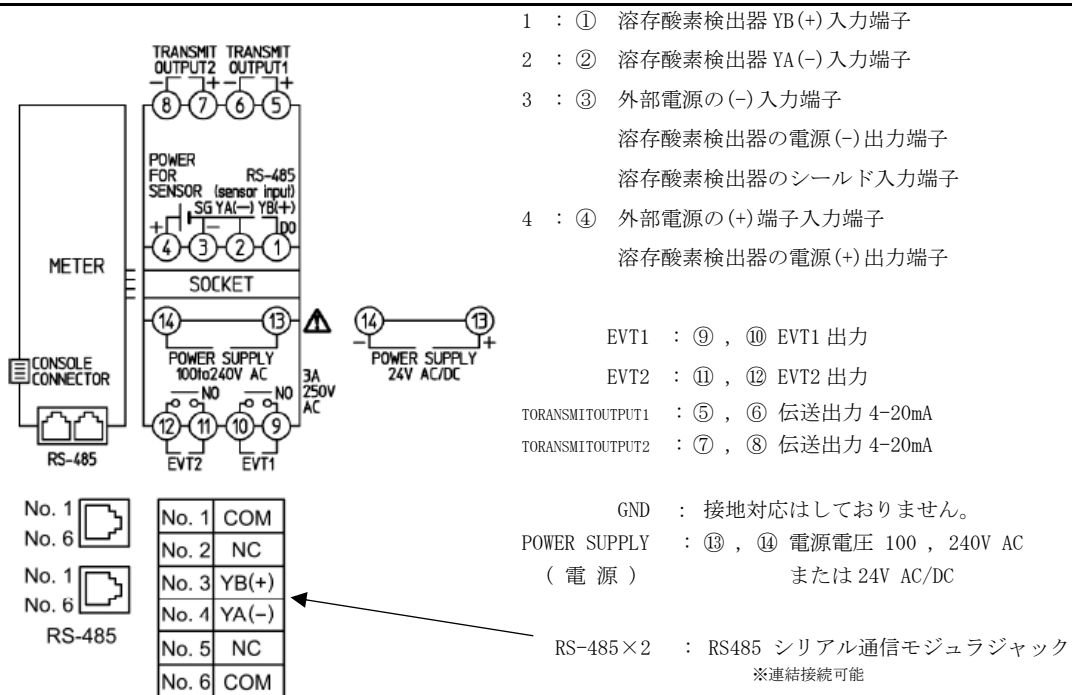 1 : ① 溶存酸素検出器 YB(+)入力端子
2 : ② 溶存酸素検出器 YA(-)入力端子
3 : ③ 外部電源の(-)入力端子
溶存酸素検出器の電源(-)出力端子
溶存酸素検出器のシールド入力端子
4 : ④ 外部電源の(+)端子入力端子
溶存酸素検出器の電源(+)出力端子
TRANSMIT TRANSMIT
OUTPUT2 OUTPUT1
- + - +
⑧ ⑦ ⑥ ⑤
POWER
FOR RS-485
SENSOR (sensor input)
SG YA(-) YB(+)
+ - DO
④ ③ ② ①
METER
SOCKET
⑭ ⑬
POWER SUPPLY
100to240V AC
⑭ ⑬
- +
POWER SUPPLY
24V AC/DC
CONSOLE
CONNECTOR
3A
250V
AC
NO NO
⑫ ⑪ ⑩ ⑨
EVT2 EVT1
RS-485
EVT1 : ⑨ , ⑩ EVT1 出力
EVT2 : ⑪ , ⑫ EVT2 出力
TORANSMITOUTPUT1 : ⑤ , ⑥ 伝送出力 4-20mA
TORANSMITOUTPUT2 : ⑦ , ⑧ 伝送出力 4-20mA
GND : 接地対応はしておりません。
POWER SUPPLY : ⑬ , ⑭ 電源電圧 100 , 240V AC
( 電 源 ) または 24V AC/DC
RS-485×2 : RS485 シリアル通信モジュラジャック
※連結接続可能
No. 1
No. 6
No. 1
No. 6
RS-485
No. 1 COM
No. 2 NC
No. 3 YB(+)
No. 4 YA(-)
No. 5 NC
No. 6 COM